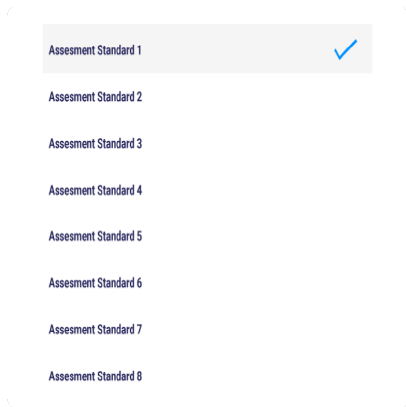 Assesment Standard 1
Assesment Standard 2
Assesment Standard 3
Assesment Standard 4
Assesment Standard 5
Assesment Standard 6
Assesment Standard 7
Assesment Standard 8